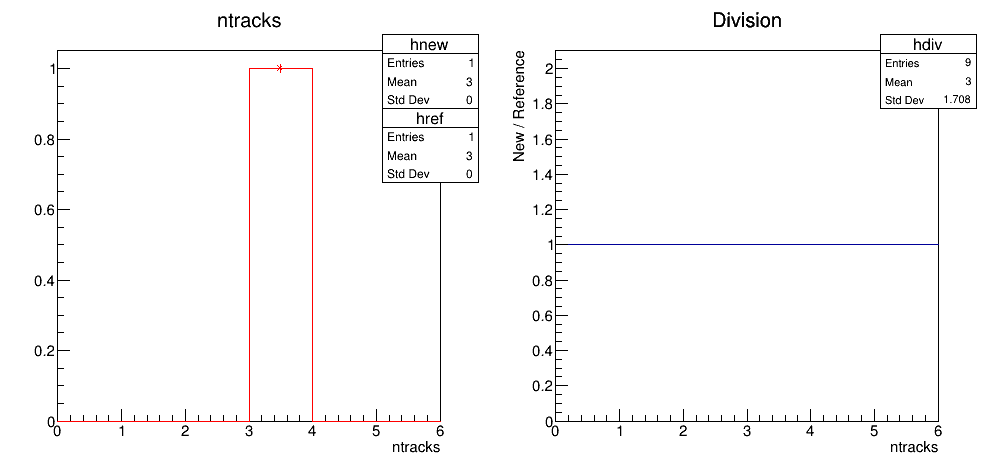 ntracks
hnew
Entries 1
Mean 3
Std Dev 0
href
Entries 1
Mean 3
Std Dev 0
1
0.8
0.6
0.4
0.2
0
0 1 2 3 4 5 6
ntracks
Division
hdiv
Entries 9
Mean 3
Std Dev 1.708
New / Reference
2
1.8
1.6
1.4
1.2
1
0.8
0.6
0.4
0.2
0
0 1 2 3 4 5 6
ntracks